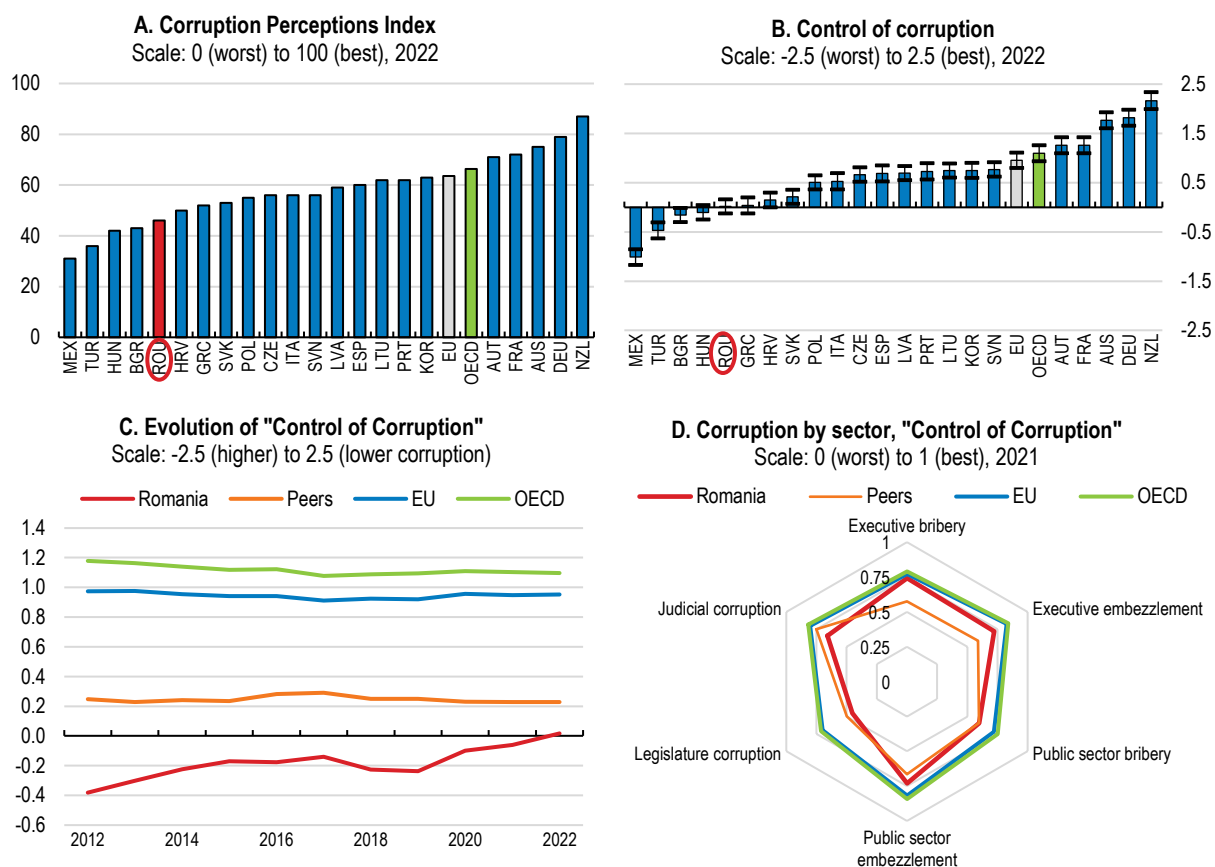 A. Corruption Perceptions Index
Scale: 0 (worst) to 100 (best), 2022
100
80
60
40
20
0
MEX
TUR
HUN
BGR
ROU
HRV
GRC
SVK
POL
CZE
ITA
SVN
LVA
ESP
LTU
PRT
KOR
EU
OECD
AUT
FRA
AUS
DEU
NZL
B. Control of corruption
Scale: -2.5 (worst) to 2.5 (best), 2022
2.5
1.5
0.5
-0.5
-1.5
-2.5
MEX
TUR
BGR
HUN
ROU
GRC
HRV
SVK
POL
ITA
CZE
ESP
LVA
PRT
LTU
KOR
SVN
EU
OECD
AUT
FRA
AUS
DEU
NZL
C. Evolution of "Control of Corruption"
Scale: -2.5 (higher) to 2.5 (lower corruption)
Romania
Peers
EU
OECD
1.4
1.2
1.0
0.8
0.6
0.4
0.2
0.0
-0.2
-0.4
-0.6
2012
2014
2016
2018
2020
2022
D. Corruption by sector, "Control of Corruption"
Scale: 0 (worst) to 1 (best), 2021
Romania
Peers
EU
OECD
Executive bribery
1
0.75
0.5
0.25
0
Executive embezzlement
Public sector bribery
Public sector
embezzlement
Legislature corruption
Judicial corruption